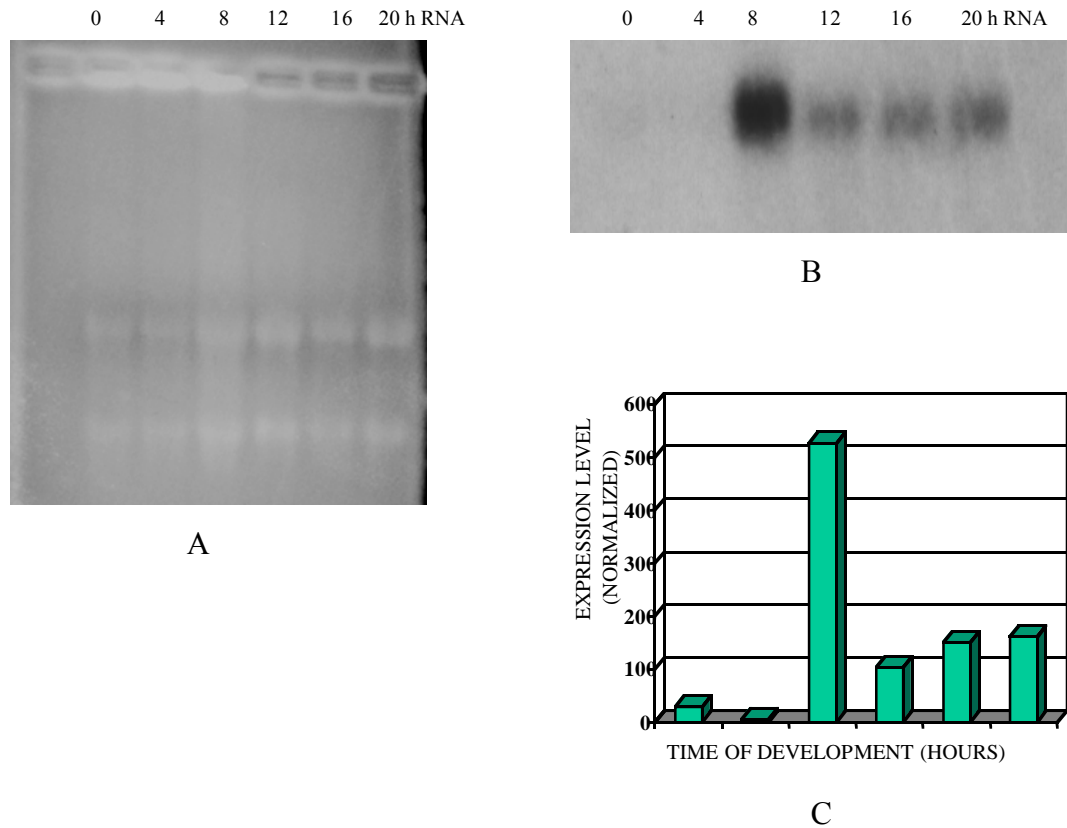 0 4 8 12 16 20 h RNA
A
0 4 8 12 16 20 h RNA
B
600
500
400
300
200
100
0
EXPRESSION LEVEL
(NORMALIZED)
TIME OF DEVELOPMENT (HOURS)
C